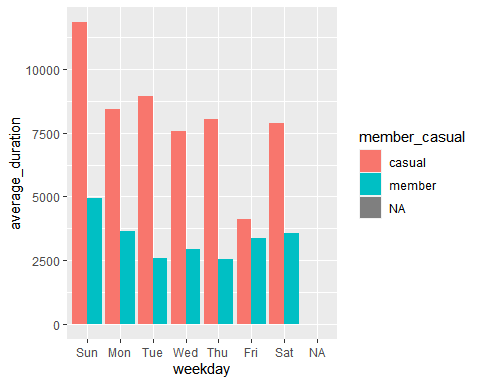 10000
7500
5000
2500
0
average_duration
Sun Mon Tue Wed Thu Fri Sat NA
weekday
member_casual
casual
member
NA